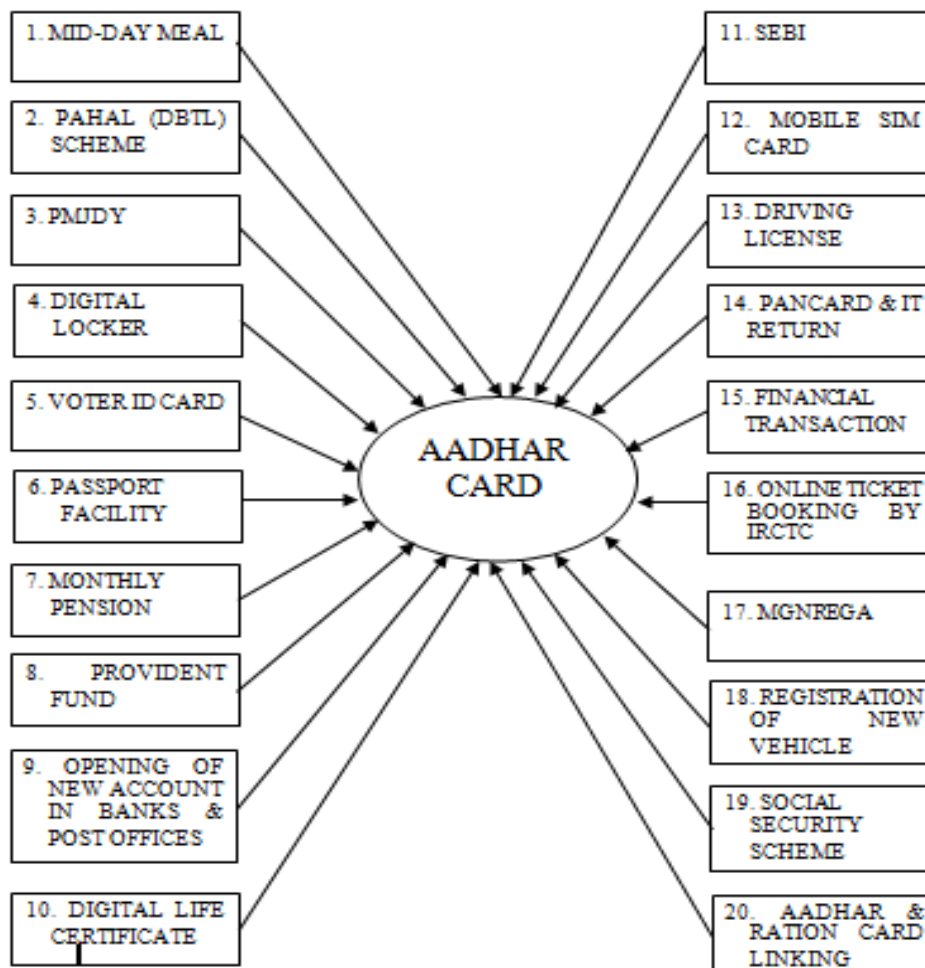 1. MID-DAY MEAL
2. PAHAL (DBTL)
SCHEME
3. PMJDY
4. DIGITAL
LOCKER
5. VOTER ID CARD
6. PASSPORT
FACILITY
7. MONTHLY
PENSION
8. PROVIDENT
FUND
9. OPENING OF
NEW ACCOUNT
IN BANKS &
POST OFFICES
10. DIGITAL LIFE
CERTIFICATE
AADHAR
CARD
11. SEBI
12. MOBILE SIM
CARD
13. DRIVING
LICENSE
14. PANCARD & IT
RETURN
15. FINANCIAL
TRANSACTION
16. ONLINE TICKET
BOOKING BY
IRCTC
17. MGNREGA
18. REGISTRATION
OF NEW
VEHICLE
19. SOCIAL
SECURITY
SCHEME
20. AADHAR &
RATION CARD
LINKING